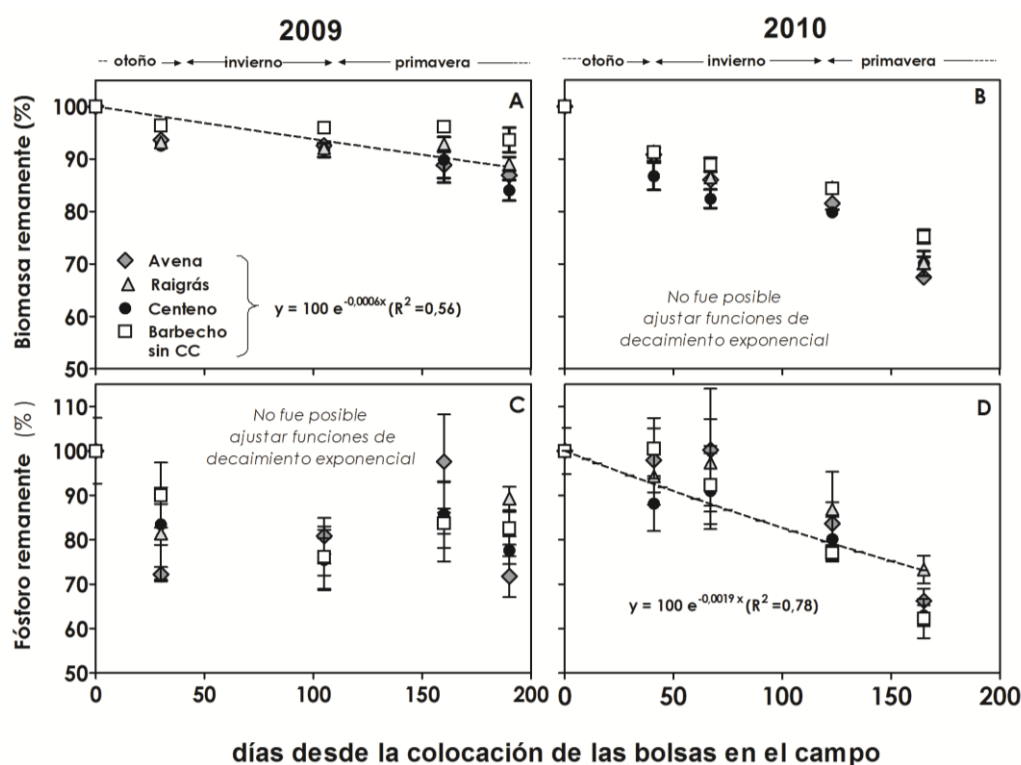 2009
2010
otoño invierno primavera
otoño invierno primavera
Biomasa remanente (%)
100
90
80
70
60
50
A
Avena
Raigrás
Centeno
Barbecho
sin CC
y = 100 e^-0,0006x (R² =0,56)
B
No fue posible
ajustar funciones de
decaimiento exponencial
Fósforo remanente (%)
110
100
90
80
70
60
50
C
No fue posible
ajustar funciones de
decaimiento exponencial
D
y = 100 e^-0,0019 x (R² =0,78)
0 50 100 150 200
0 50 100 150 200
días desde la colocación de las bolsas en el campo